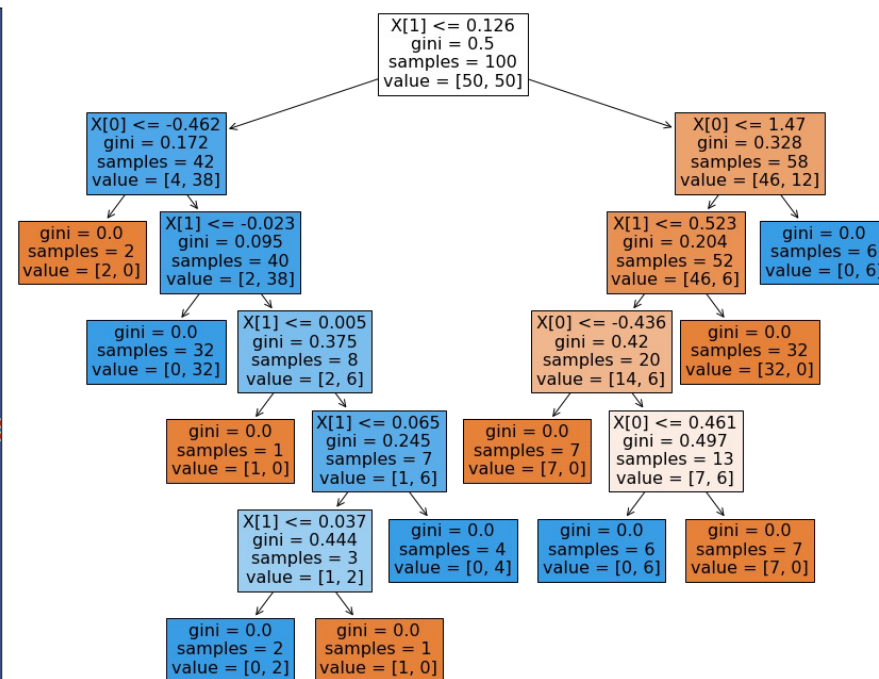 X[1] <= 0.126
gini = 0.5
samples = 100
value = [50, 50]
X[0] <= -0.462
gini = 0.172
samples = 42
value = [4, 38]
X[0] <= 1.47
gini = 0.328
samples = 58
value = [46, 12]
gini = 0.0
samples = 2
value = [2, 0]
X[1] <= -0.023
gini = 0.095
samples = 40
value = [2, 38]
X[1] <= 0.523
gini = 0.204
samples = 52
value = [46, 6]
gini = 0.0
samples = 6
value = [0, 6]
gini = 0.0
samples = 32
value = [0, 32]
X[1] <= 0.005
gini = 0.375
samples = 8
value = [2, 6]
X[0] <= -0.436
gini = 0.42
samples = 20
value = [14, 6]
gini = 0.0
samples = 32
value = [32, 0]
gini = 0.0
samples = 1
value = [1, 0]
X[1] <= 0.065
gini = 0.245
samples = 7
value = [1, 6]
gini = 0.0
samples = 7
value = [7, 0]
X[0] <= 0.461
gini = 0.497
samples = 13
value = [7, 6]
X[1] <= 0.037
gini = 0.444
samples = 3
value = [1, 2]
gini = 0.0
samples = 4
value = [0, 4]
gini = 0.0
samples = 6
value = [0, 6]
gini = 0.0
samples = 7
value = [7, 0]
gini = 0.0
samples = 2
value = [0, 2]
gini = 0.0
samples = 1
value = [1, 0]